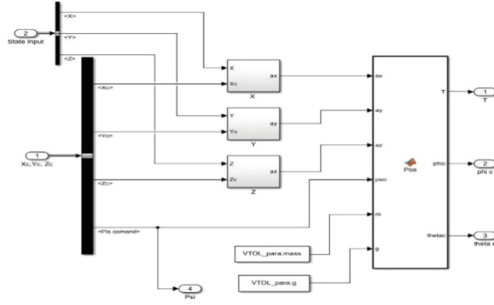 2
State Input
<X>
<Y>
<Z>
X
Xc
ax
X
<Xc>
Y
Yc
ay
Y
<Yc>
Z
Zc
az
Z
<Zc>
1
Xc,Yc, Zc
<Pis comand>
4
Psi
VTOL_para.mass
VTOL_para.g
ax
ay
az
psic
m
g
Pos
T
phic
thetac
1
T
2
phi c
3
theta c